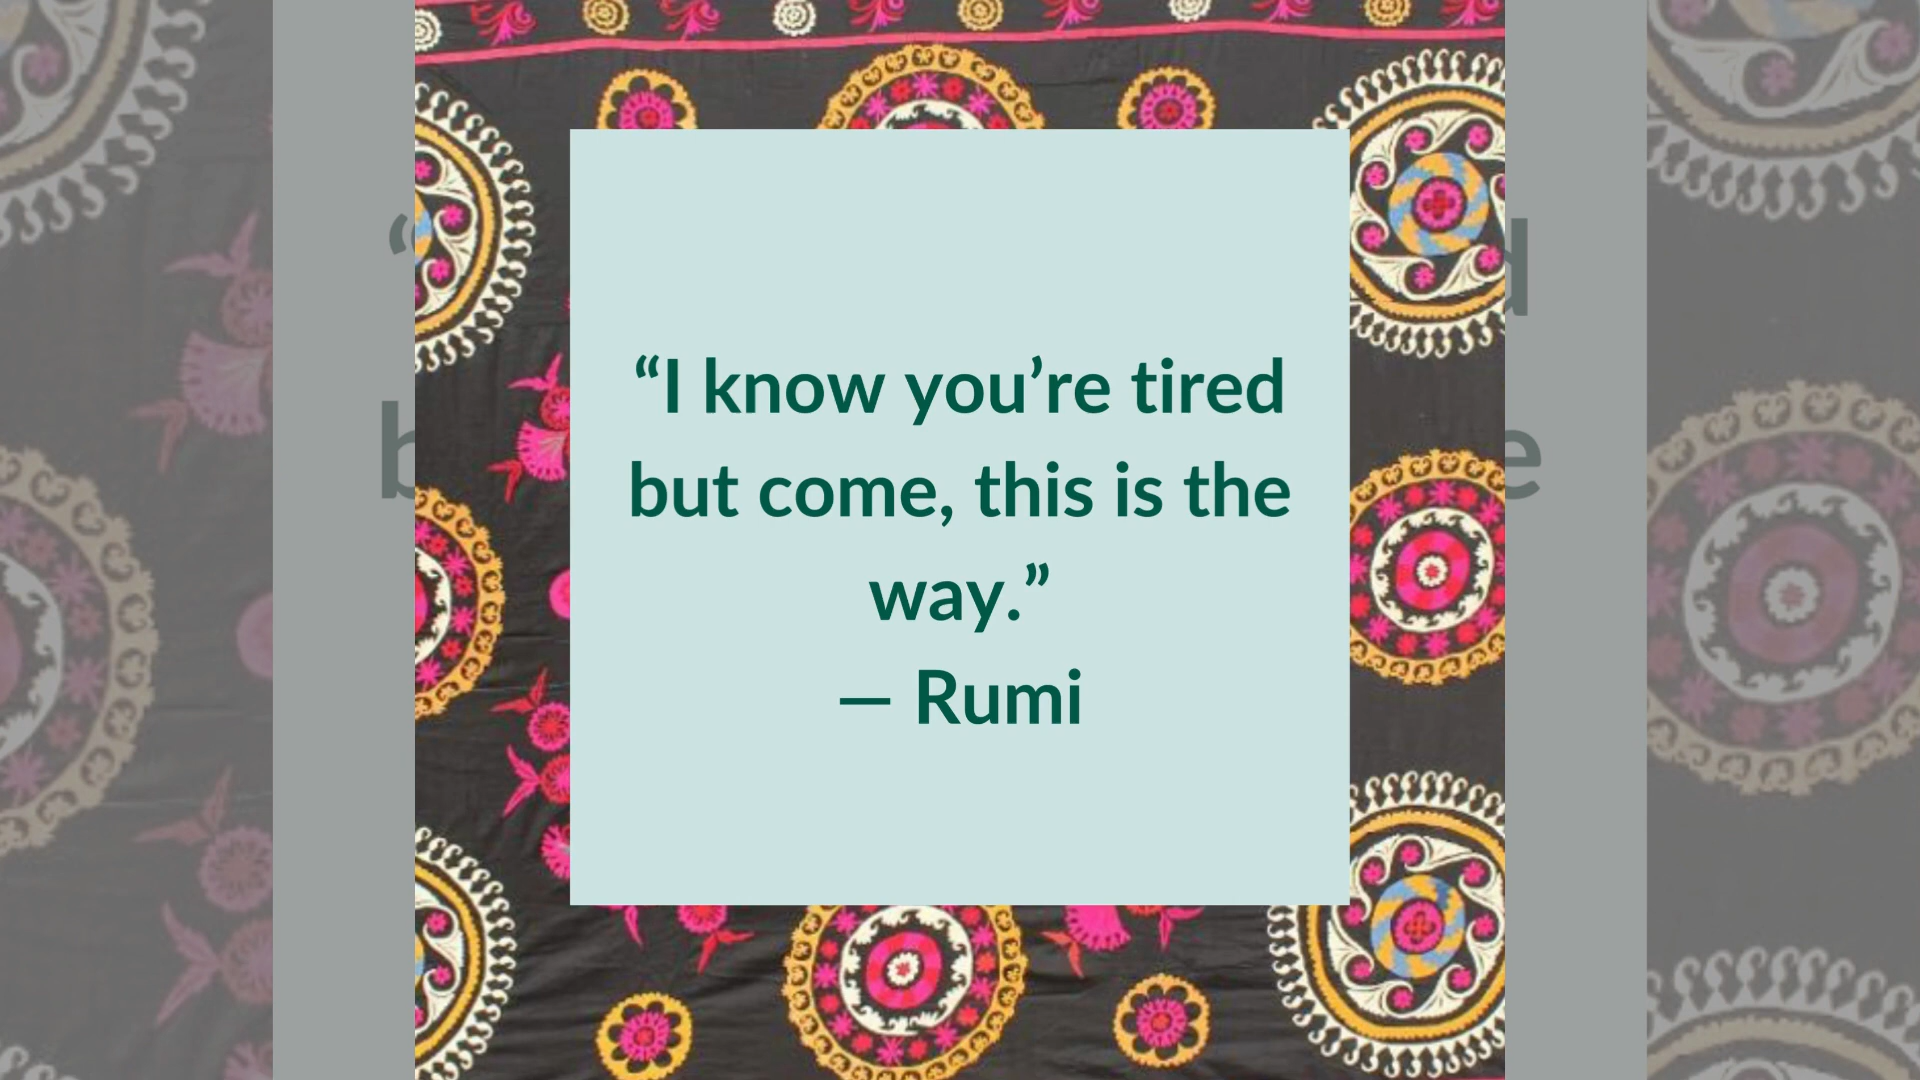 “I know you’re tired
but come, this is the
way.”
— Rumi